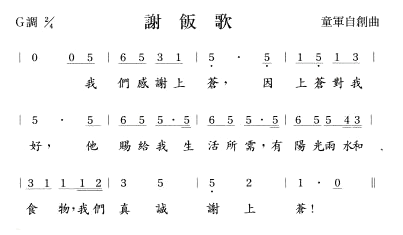 G調 2/4 謝飯歌 童軍自創曲
| 0 0 5 | 6 5 3 1 | 5 · 5 | 1 5 1 3 |
我 們感謝上 蒼， 因 上蒼對我
| 5 · 5 | 6 5 6 5 · 5 | 6 5 6 5 · 5 | 6 5 5 4 3 |
好， 他 賜給我生 活所需，有 陽光雨水和
| 3 1 1 1 2 | 3 5 | 5 2 | 1 · 0 ‖
食物，我們 真誠 謝上 蒼！